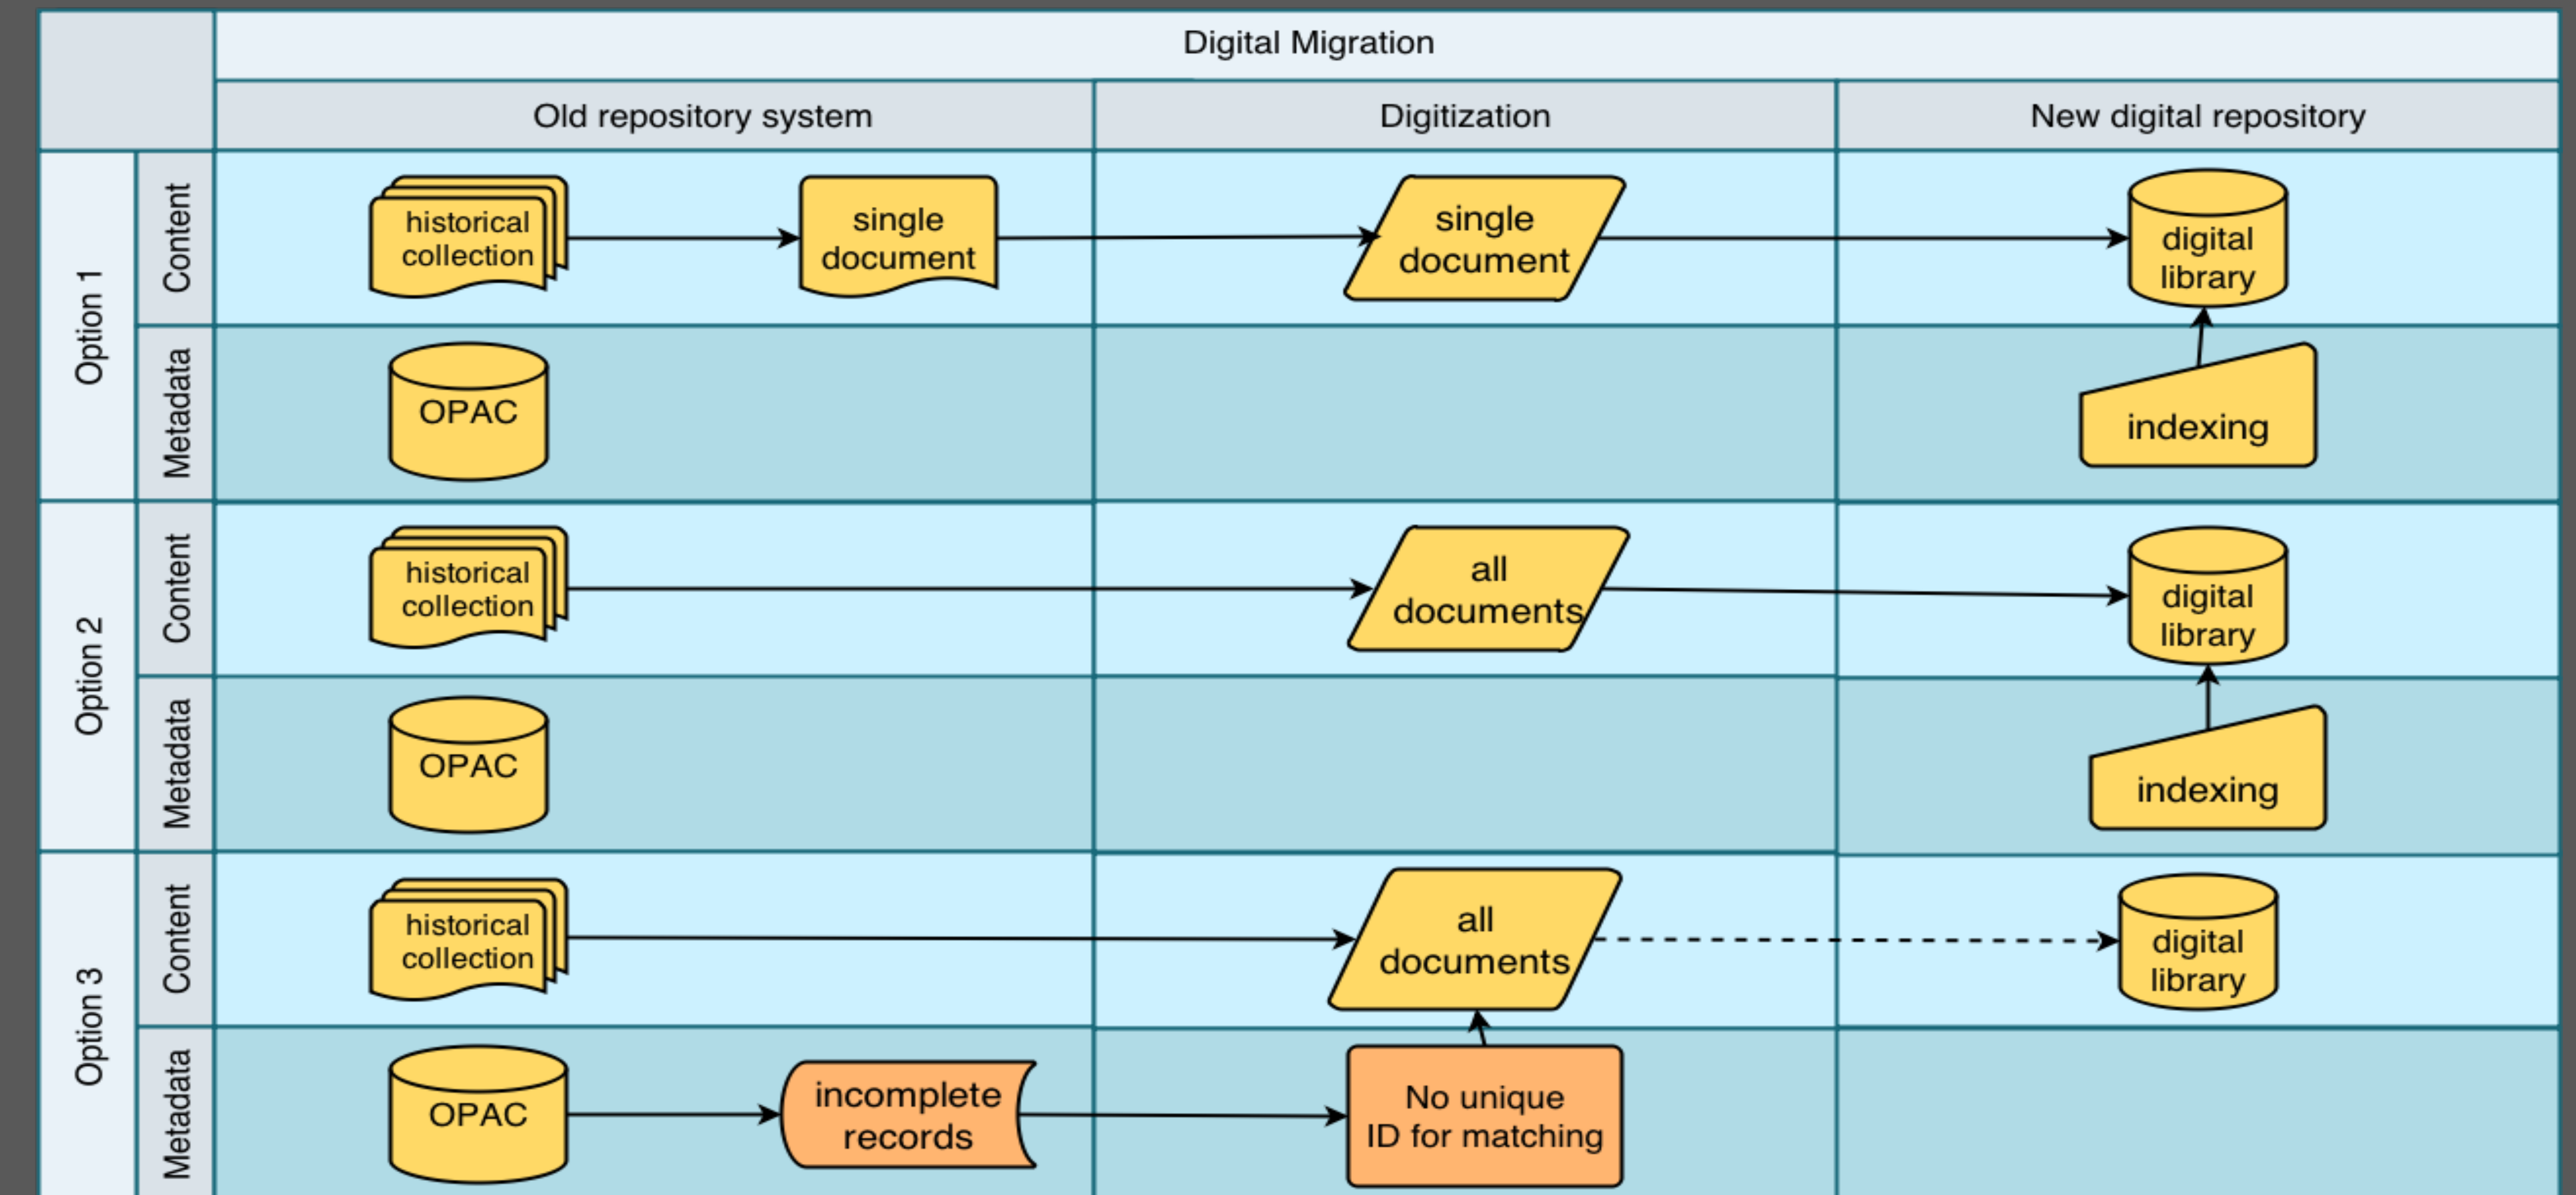 Digital Migration
Old repository system
Digitization
New digital repository
Option 1
Content
historical
collection
single
document
single
document
digital
library
Metadata
OPAC
indexing
Option 2
Content
historical
collection
all
documents
digital
library
Metadata
OPAC
indexing
Option 3
Content
historical
collection
all
documents
digital
library
Metadata
OPAC
incomplete
records
No unique
ID for matching